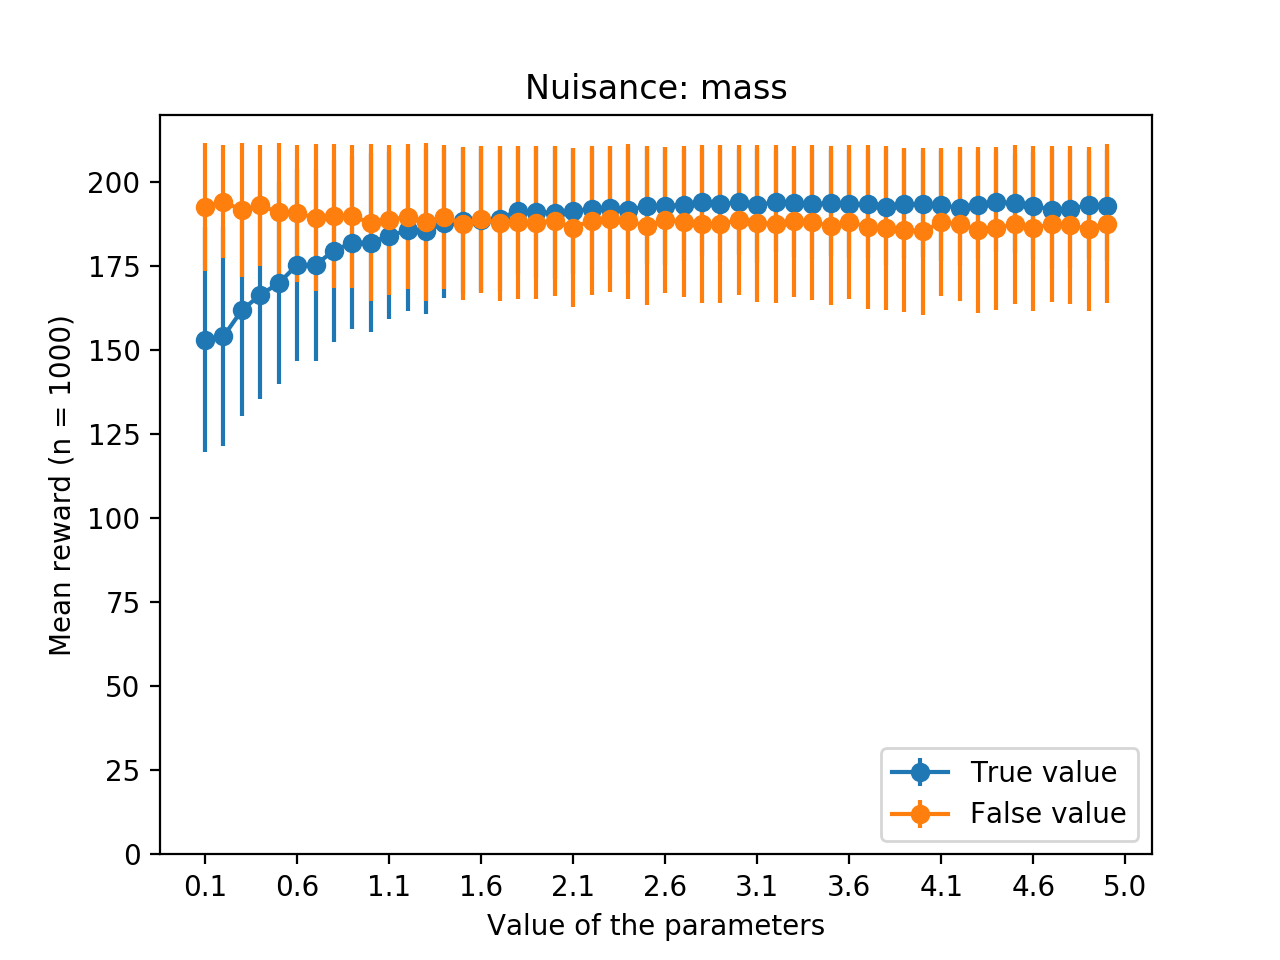 Nuisance: mass
Mean reward (n = 1000)
200
175
150
125
100
75
50
25
0
True value
False value
0.1 0.6 1.1 1.6 2.1 2.6 3.1 3.6 4.1 4.6 5.0
Value of the parameters